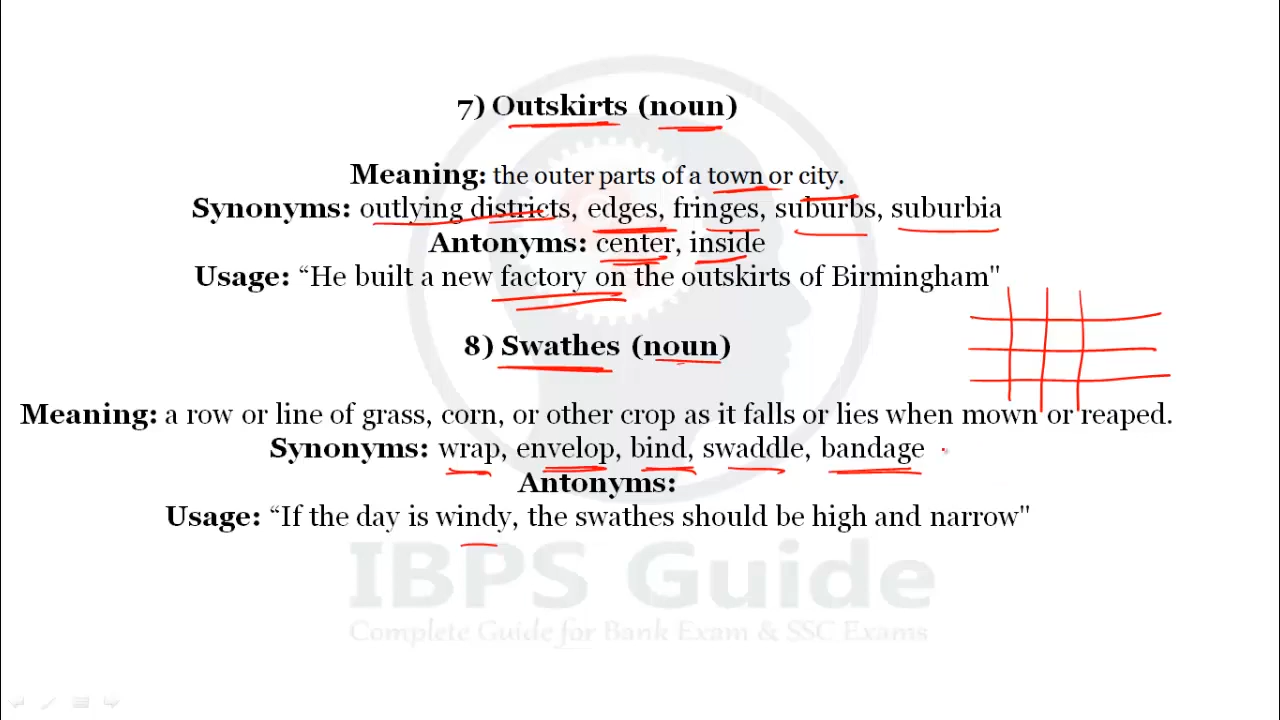 7) Outskirts (noun)
Meaning: the outer parts of a town or city.
Synonyms: outlying districts, edges, fringes, suburbs, suburbia
Antonyms: center, inside
Usage: “He built a new factory on the outskirts of Birmingham"
8) Swathes (noun)
Meaning: a row or line of grass, corn, or other crop as it falls or lies when mown or reaped.
Synonyms: wrap, envelop, bind, swaddle, bandage
Antonyms:
Usage: “If the day is windy, the swathes should be high and narrow"
IBPS Guide
Complete Guide for Bank Exam & SSC Exams